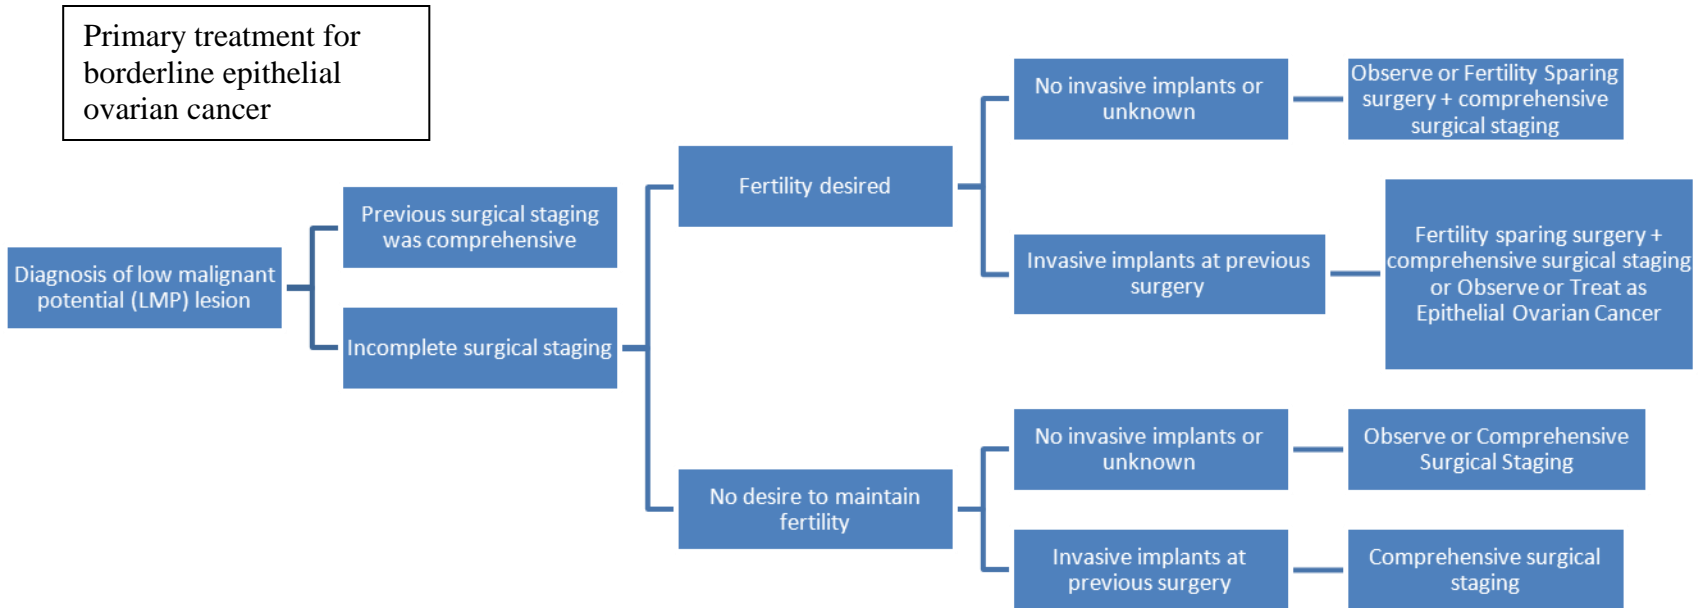 Primary treatment for
borderline epithelial
ovarian cancer
Diagnosis of low malignant
potential (LMP) lesion
Previous surgical staging
was comprehensive
Incomplete surgical staging
Fertility desired
No invasive implants or
unknown
Observe or Fertility Sparing
surgery + comprehensive
surgical staging
Invasive implants at previous
surgery
Fertility sparing surgery +
comprehensive surgical staging
or Observe or Treat as
Epithelial Ovarian Cancer
No desire to maintain
fertility
No invasive implants or
unknown
Observe or Comprehensive
Surgical Staging
Invasive implants at
previous surgery
Comprehensive surgical
staging